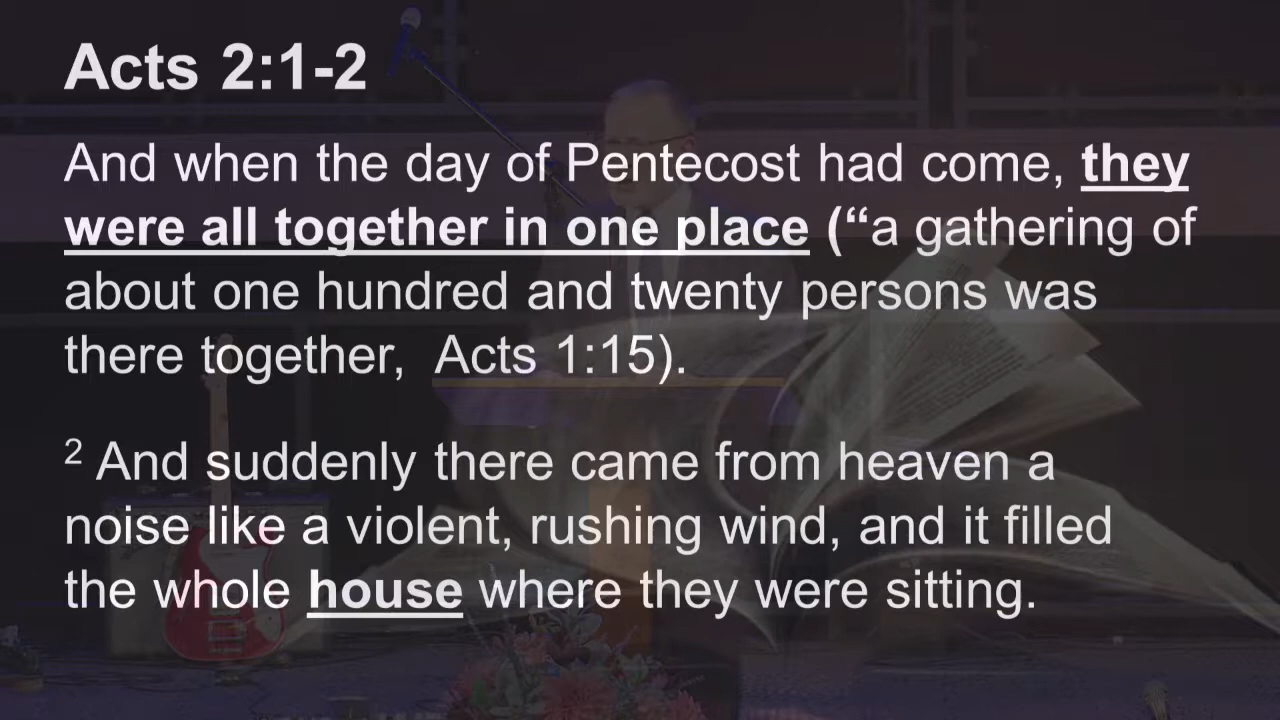 Acts 2:1-2
And when the day of Pentecost had come, they
were all together in one place (“a gathering of
about one hundred and twenty persons was
there together,  Acts 1:15).
2 And suddenly there came from heaven a
noise like a violent, rushing wind, and it filled
the whole house where they were sitting.